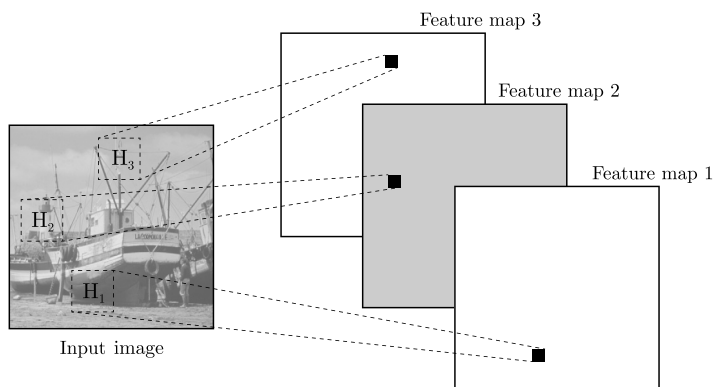 Feature map 3
Feature map 2
Feature map 1
H₃
H₂
H₁
Input image